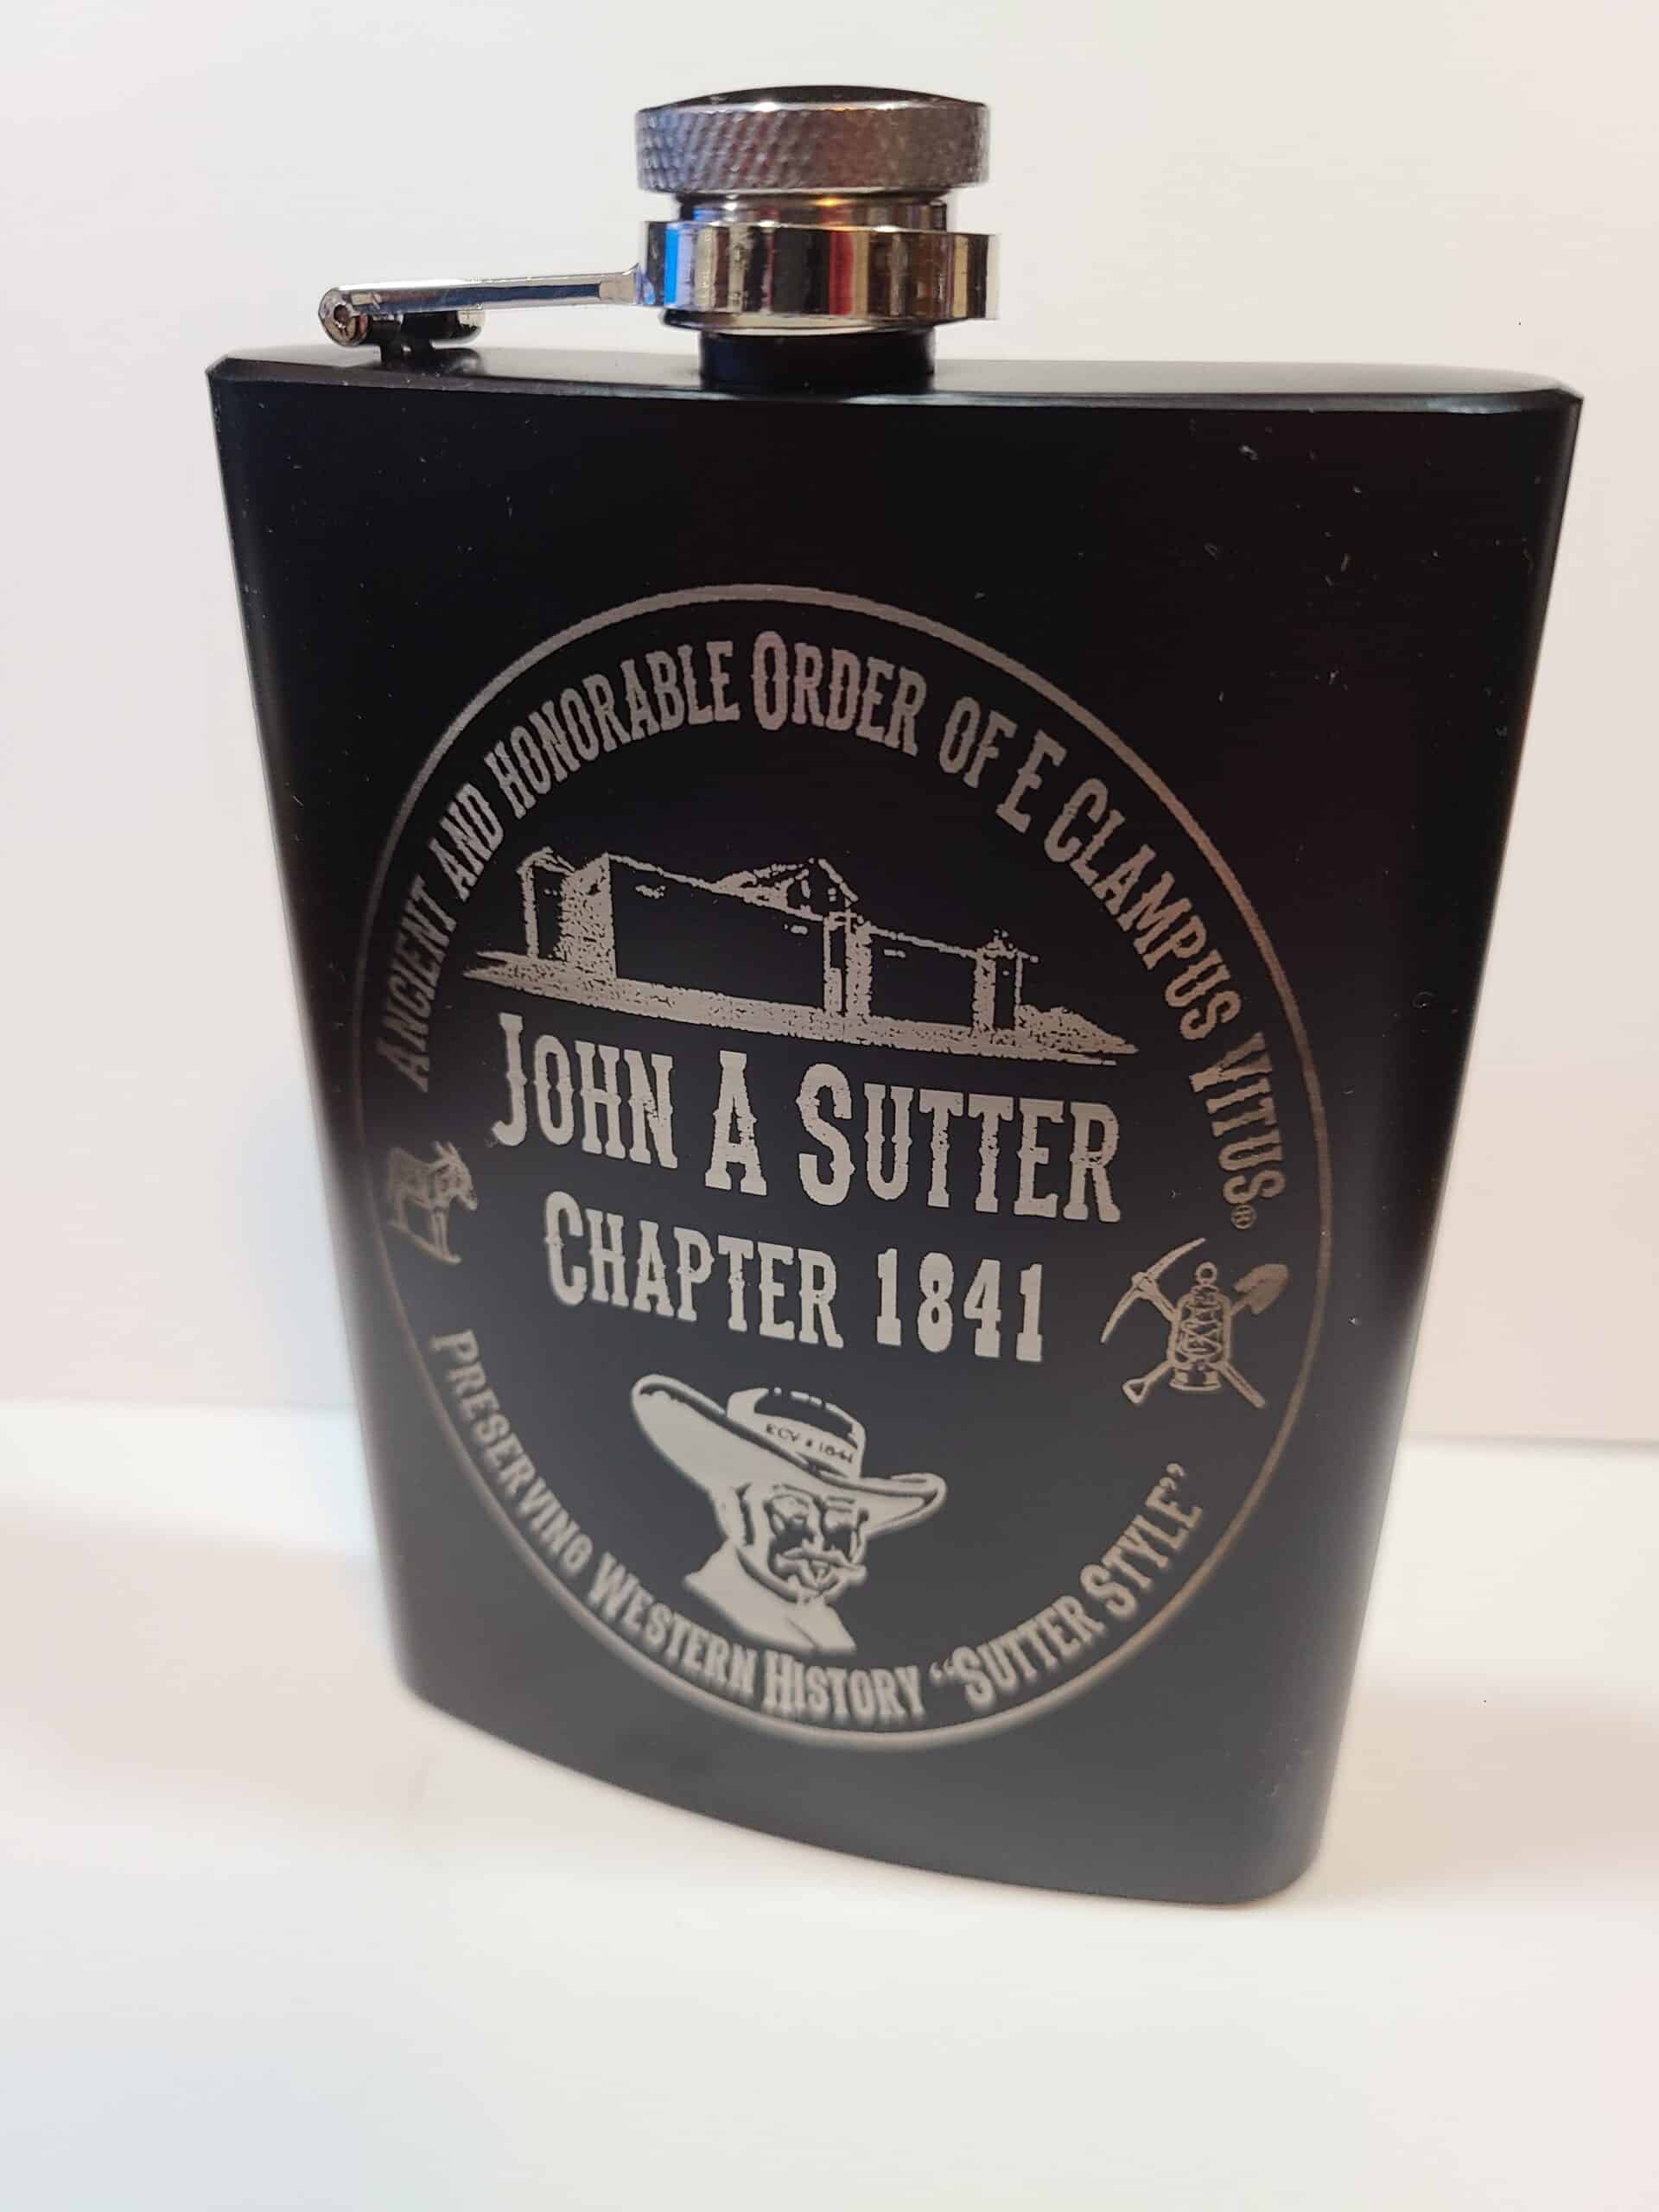 Ancient and Honorable Order of E Clampus Vitus®
John A Sutter
Chapter 1841
ECV # 1841
Preserving Western History “Sutter Style”